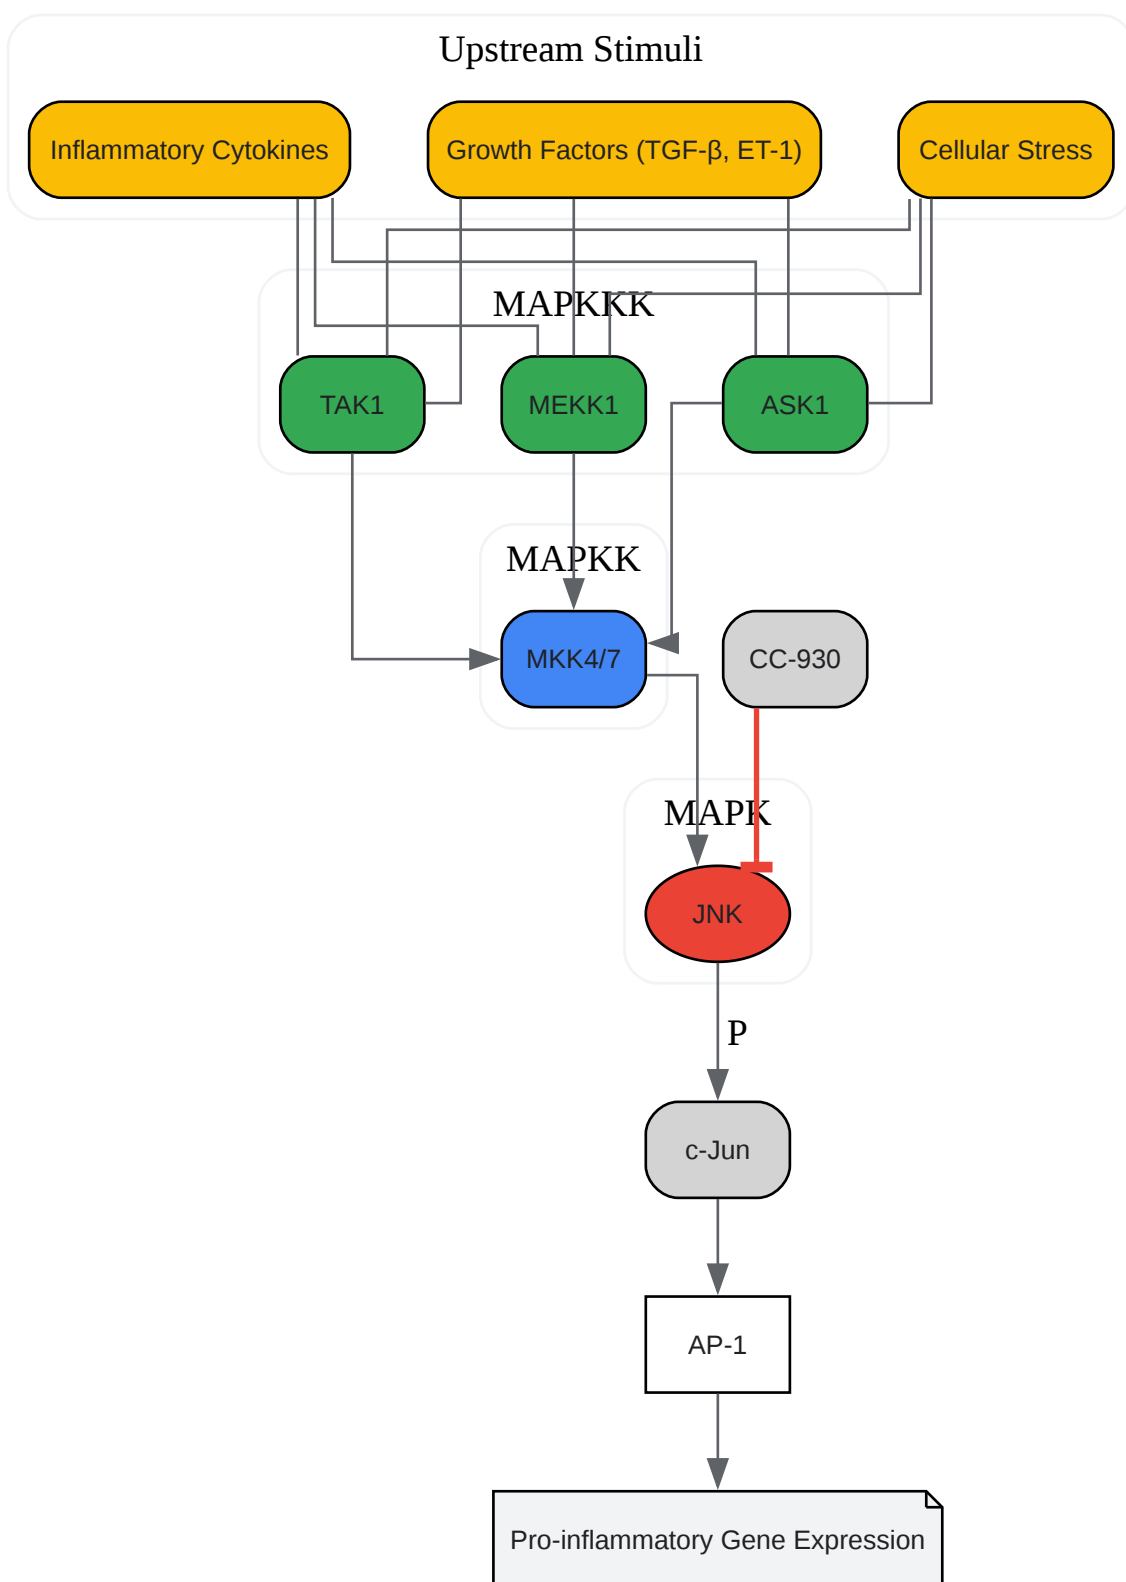 Upstream Stimuli
Inflammatory Cytokines
Growth Factors (TGF-β, ET-1)
Cellular Stress
MAPKKK
TAK1
MEKK1
ASK1
MAPKK
MKK4/7
CC-930
MAPK
JNK
P
c-Jun
AP-1
Pro-inflammatory Gene Expression